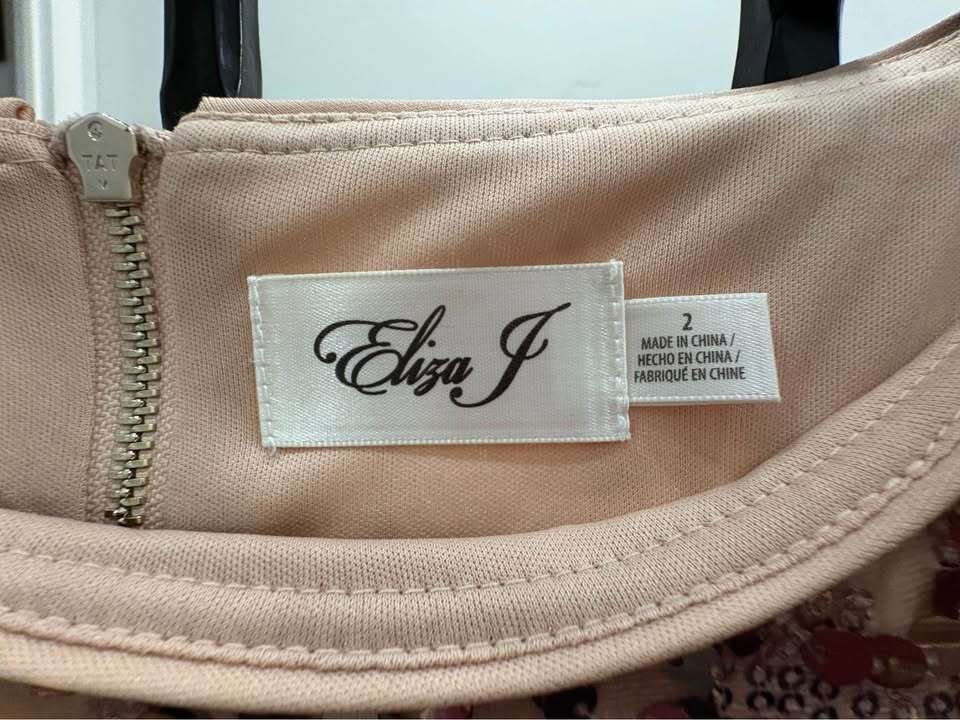 G
TAT
Eliza J
2
MADE IN CHINA /
HECHO EN CHINA /
FABRIQUÉ EN CHINE